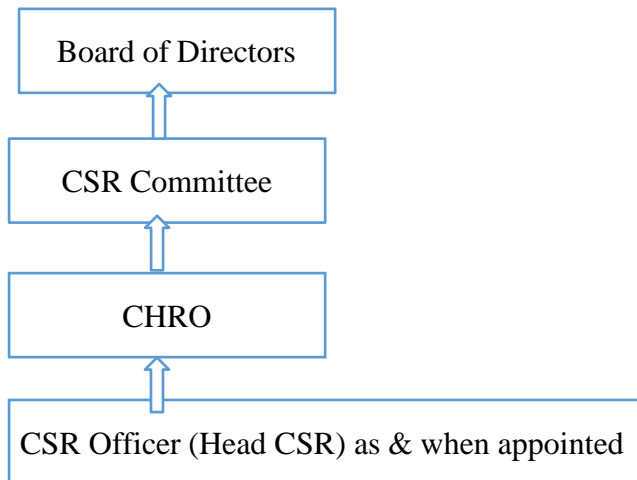 Board of Directors
CSR Committee
CHRO
CSR Officer (Head CSR) as & when appointed